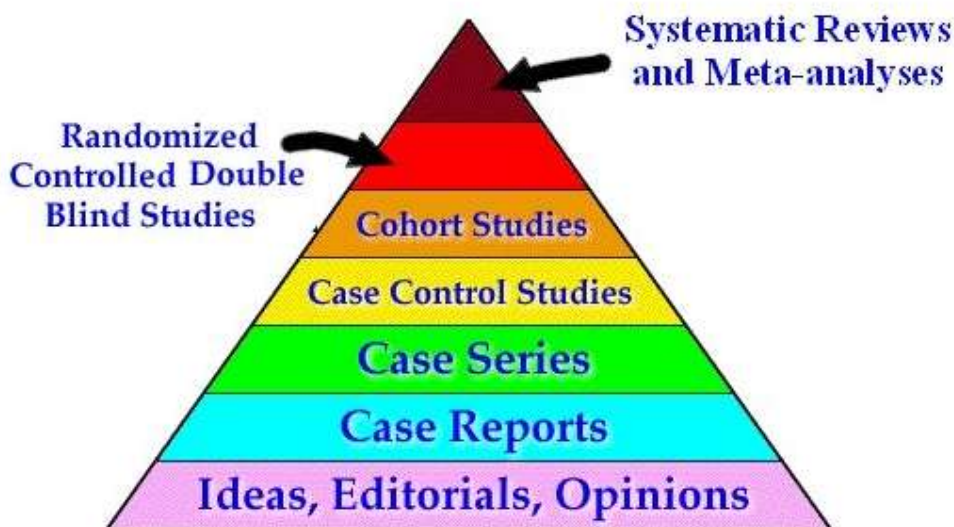 Systematic Reviews
and Meta-analyses
Randomized
Controlled Double
Blind Studies
Cohort Studies
Case Control Studies
Case Series
Case Reports
Ideas, Editorials, Opinions